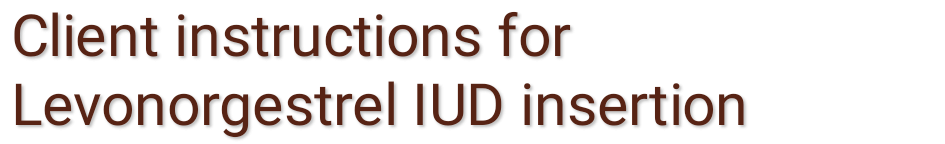 Client instructions for
Levonorgestrel IUD insertion